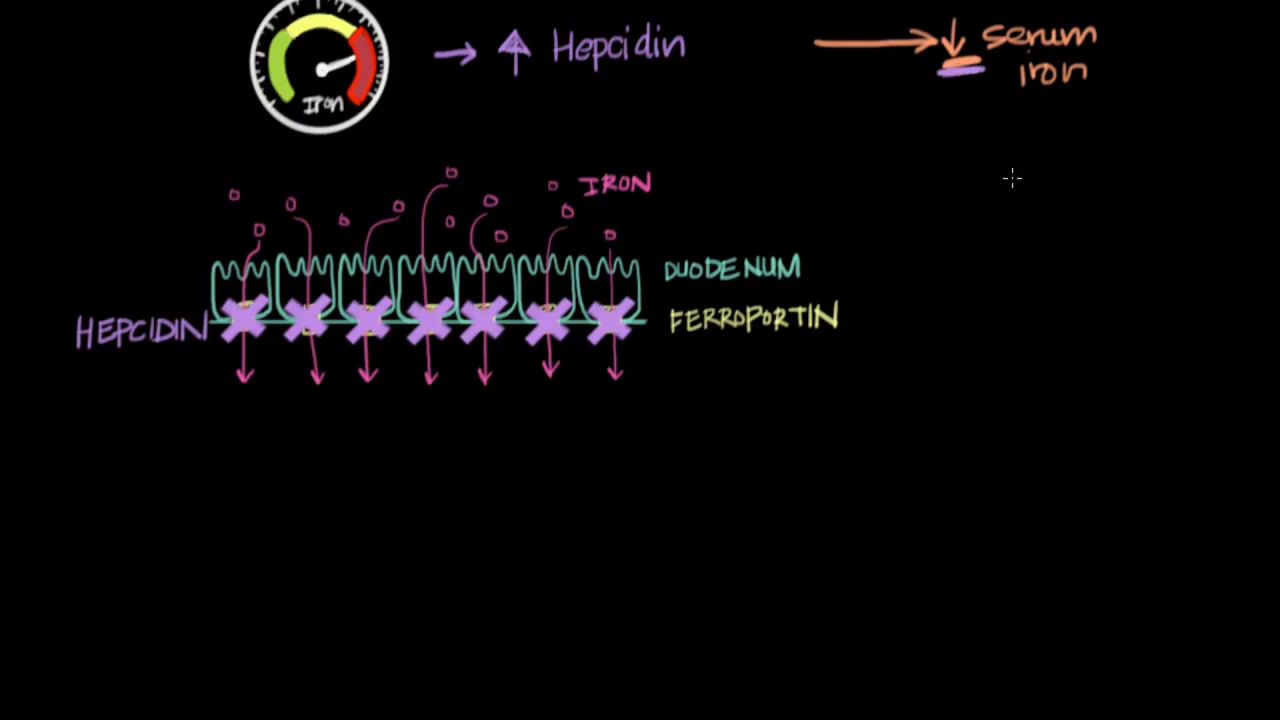 Iron
Hepcidin
serum
iron
IRON
DUODENUM
HEPCIDIN
FERROPORTIN